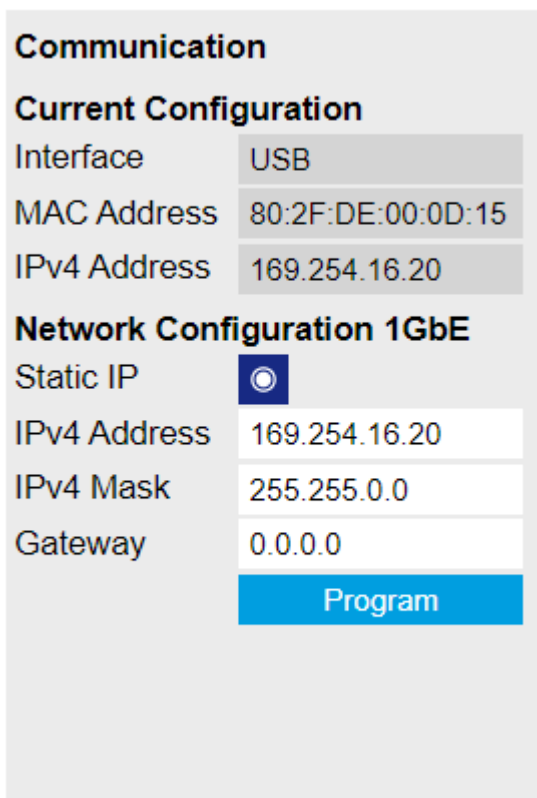 Communication
Current Configuration
Interface USB
MAC Address 80:2F:DE:00:0D:15
IPv4 Address 169.254.16.20
Network Configuration 1GbE
Static IP
IPv4 Address 169.254.16.20
IPv4 Mask 255.255.0.0
Gateway 0.0.0.0
Program